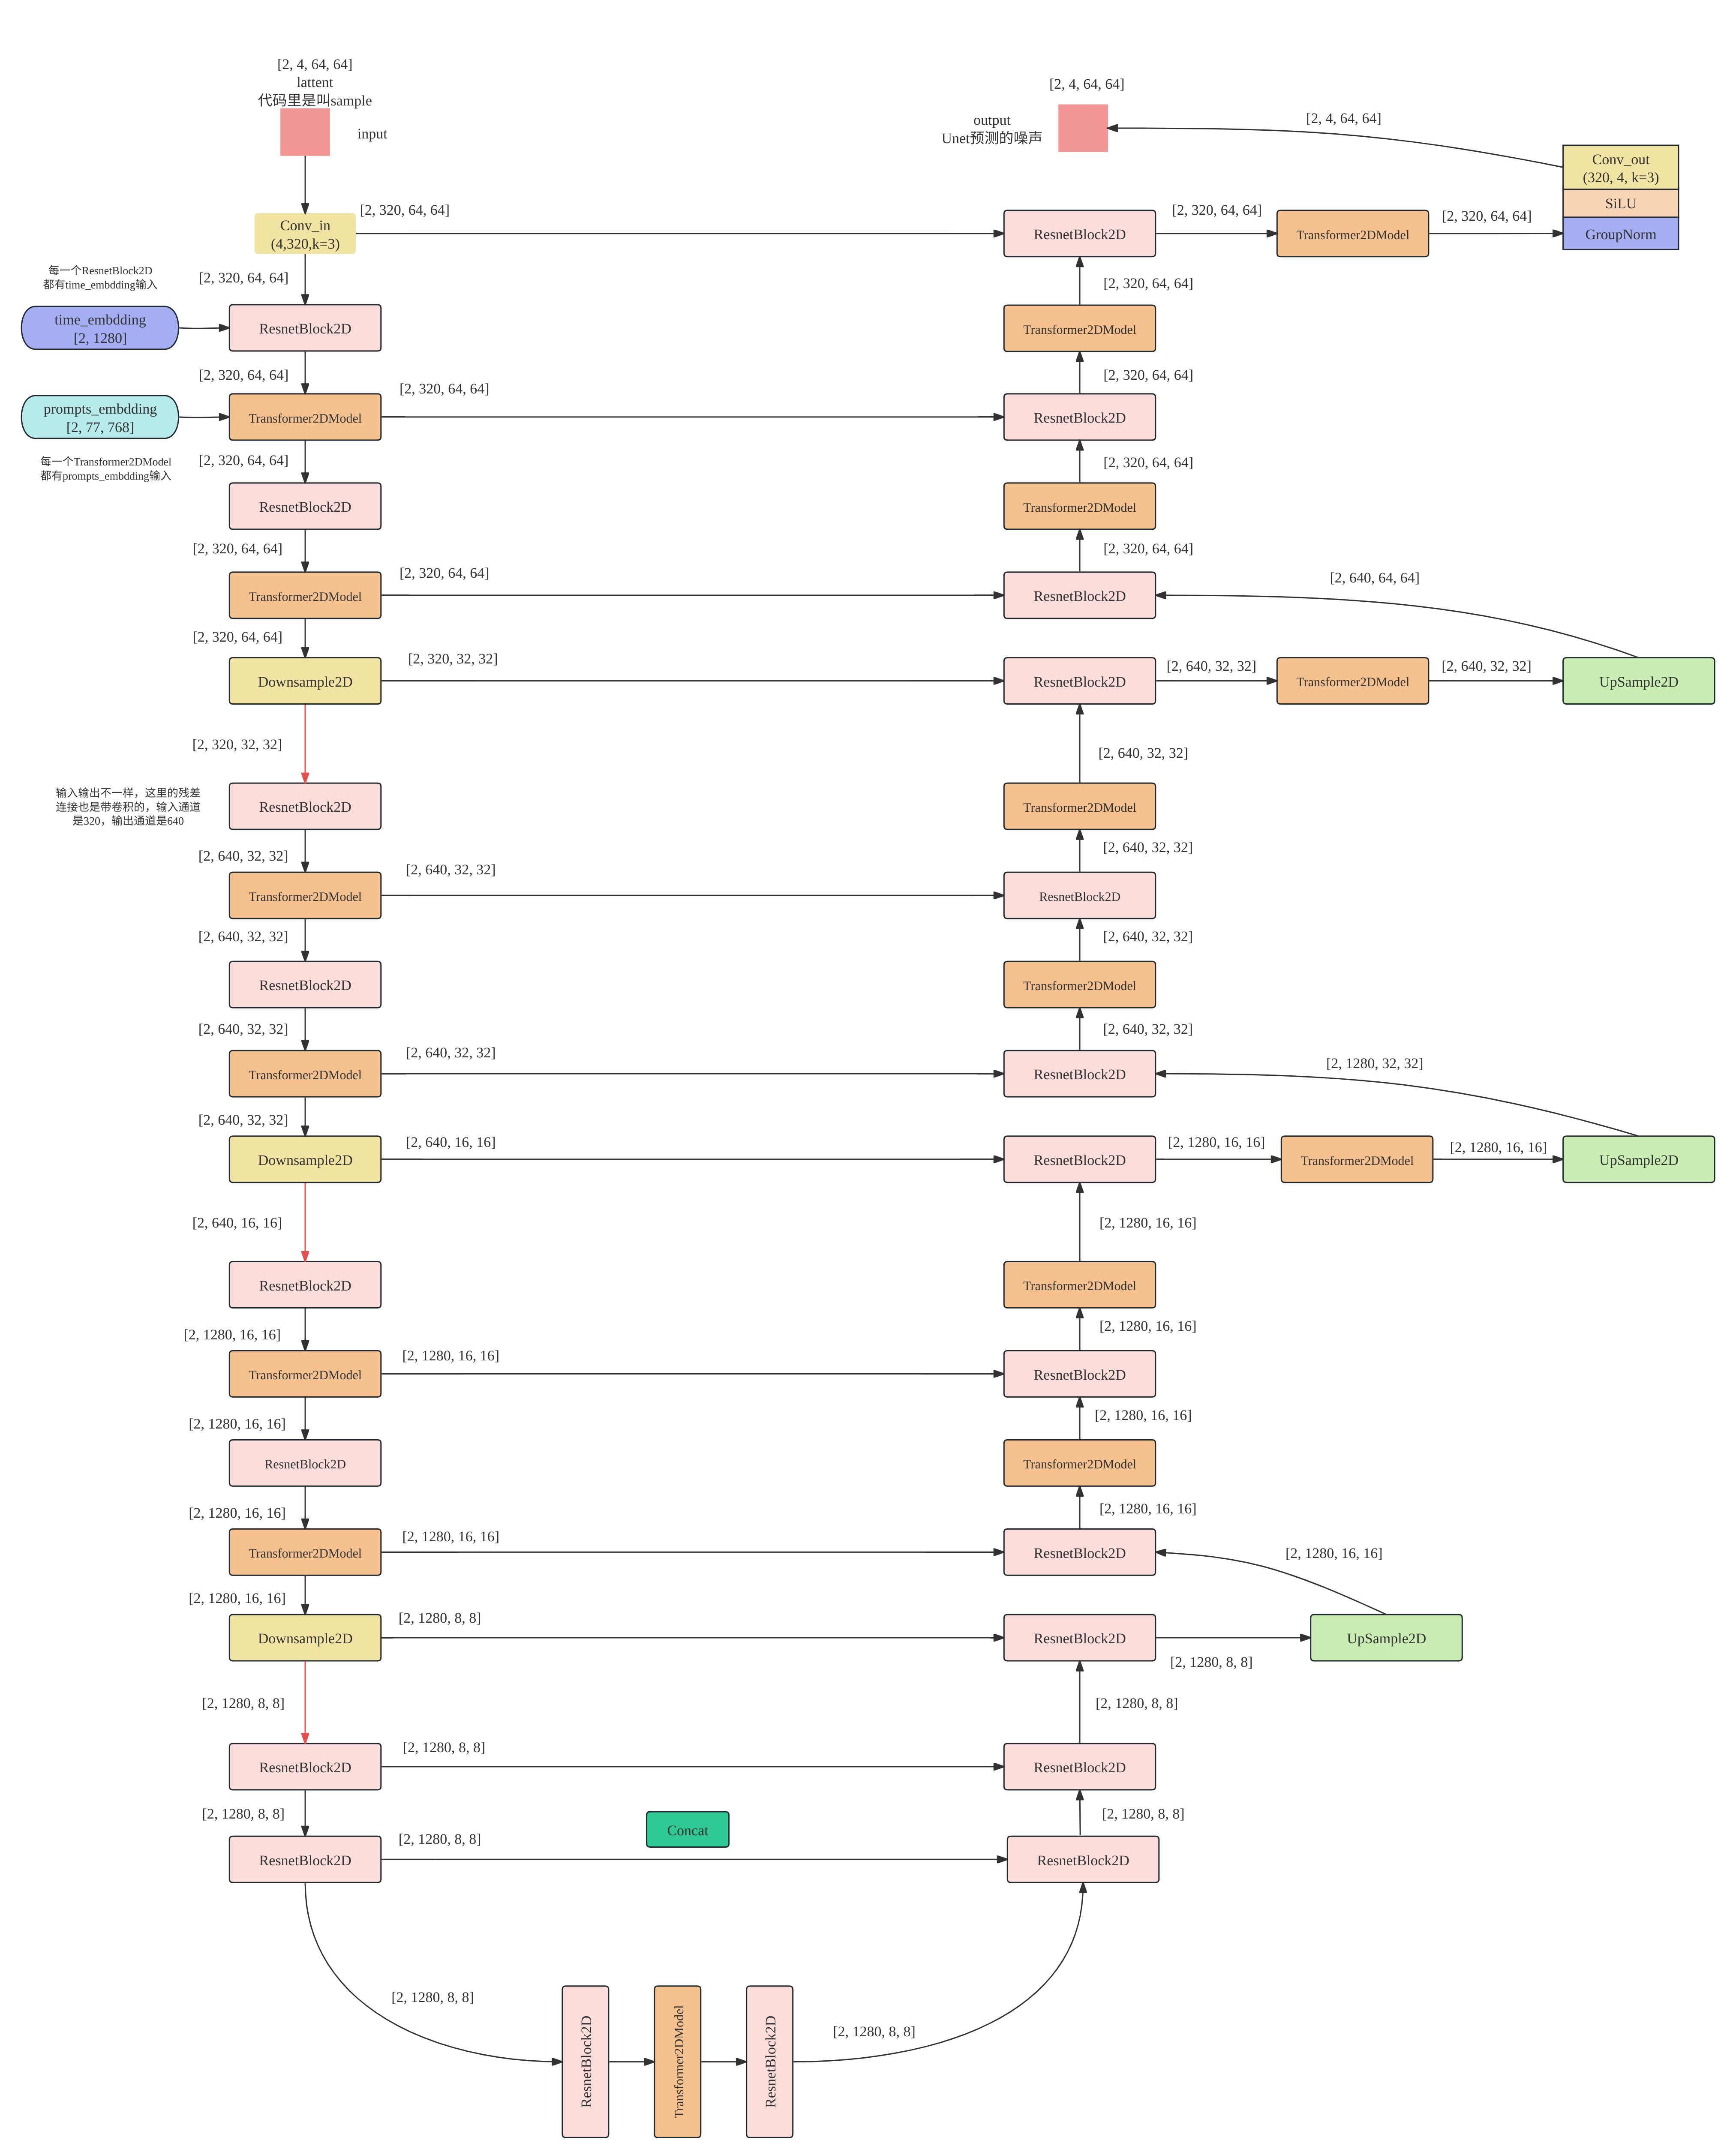 [2, 4, 64, 64]
lattent
代码里是叫sample
input
[2, 4, 64, 64]
output
Unet预测的噪声
[2, 4, 64, 64]
Conv_out
(320, 4, k=3)
SiLU
GroupNorm
Conv_in
(4,320,k=3)
[2, 320, 64, 64]
ResnetBlock2D
[2, 320, 64, 64]
Transformer2DModel
[2, 320, 64, 64]
每一个ResnetBlock2D
都有time_embdding输入
[2, 320, 64, 64]
[2, 320, 64, 64]
time_embdding
[2, 1280]
ResnetBlock2D
Transformer2DModel
[2, 320, 64, 64]
[2, 320, 64, 64]
[2, 320, 64, 64]
prompts_embdding
[2, 77, 768]
Transformer2DModel
ResnetBlock2D
每一个Transformer2DModel
都有prompts_embdding输入
[2, 320, 64, 64]
[2, 320, 64, 64]
ResnetBlock2D
Transformer2DModel
[2, 320, 64, 64]
[2, 320, 64, 64]
[2, 320, 64, 64]
[2, 640, 64, 64]
Transformer2DModel
ResnetBlock2D
[2, 320, 64, 64]
[2, 320, 32, 32]
Downsample2D
ResnetBlock2D
[2, 640, 32, 32]
Transformer2DModel
[2, 640, 32, 32]
UpSample2D
[2, 320, 32, 32]
[2, 640, 32, 32]
输入输出不一样，这里的残差
连接也是带卷积的，输入通道
是320，输出通道是640
ResnetBlock2D
Transformer2DModel
[2, 640, 32, 32]
[2, 640, 32, 32]
[2, 640, 32, 32]
Transformer2DModel
ResnetBlock2D
[2, 640, 32, 32]
[2, 640, 32, 32]
ResnetBlock2D
Transformer2DModel
[2, 640, 32, 32]
[2, 640, 32, 32]
[2, 640, 32, 32]
[2, 1280, 32, 32]
Transformer2DModel
ResnetBlock2D
[2, 640, 32, 32]
[2, 640, 16, 16]
Downsample2D
ResnetBlock2D
[2, 1280, 16, 16]
Transformer2DModel
[2, 1280, 16, 16]
UpSample2D
[2, 640, 16, 16]
[2, 1280, 16, 16]
ResnetBlock2D
Transformer2DModel
[2, 1280, 16, 16]
[2, 1280, 16, 16]
[2, 1280, 16, 16]
Transformer2DModel
ResnetBlock2D
[2, 1280, 16, 16]
[2, 1280, 16, 16]
ResnetBlock2D
Transformer2DModel
[2, 1280, 16, 16]
[2, 1280, 16, 16]
[2, 1280, 16, 16]
[2, 1280, 16, 16]
Transformer2DModel
ResnetBlock2D
[2, 1280, 16, 16]
[2, 1280, 8, 8]
Downsample2D
ResnetBlock2D
[2, 1280, 8, 8]
UpSample2D
[2, 1280, 8, 8]
[2, 1280, 8, 8]
[2, 1280, 8, 8]
ResnetBlock2D
ResnetBlock2D
[2, 1280, 8, 8]
[2, 1280, 8, 8]
[2, 1280, 8, 8]
Concat
ResnetBlock2D
ResnetBlock2D
[2, 1280, 8, 8]
[2, 1280, 8, 8]
ResnetBlock2D
Transformer2DModel
ResnetBlock2D